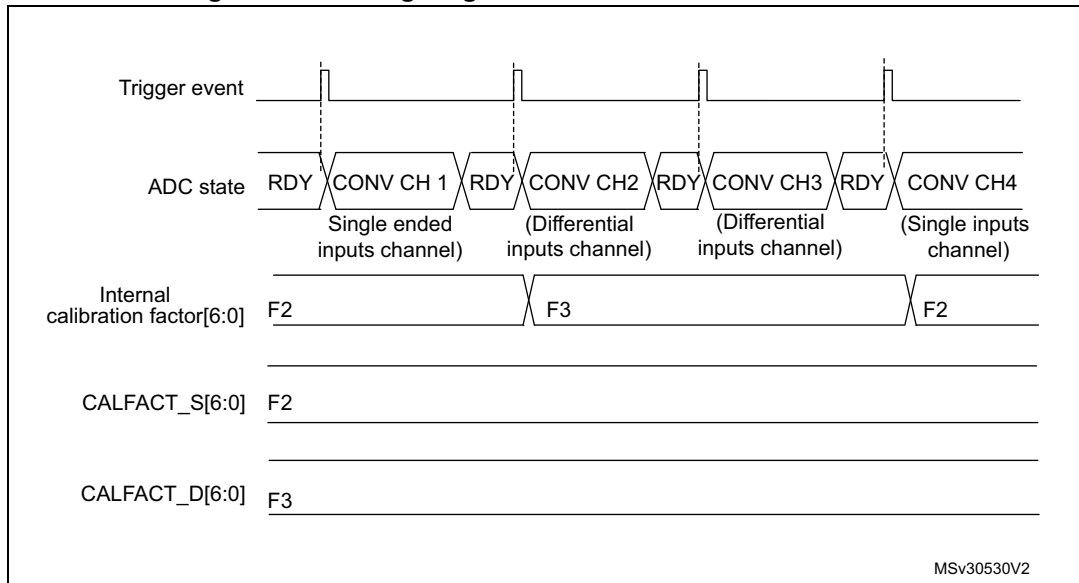 Trigger event
ADC state
RDY CONV CH 1 RDY CONV CH2 RDY CONV CH3 RDY CONV CH4
Single ended
inputs channel)
(Differential
inputs channel)
(Differential
inputs channel)
(Single inputs
channel)
Internal
calibration factor[6:0]
F2 F3 F2
CALFACT_S[6:0] F2
CALFACT_D[6:0] F3
MSv30530V2